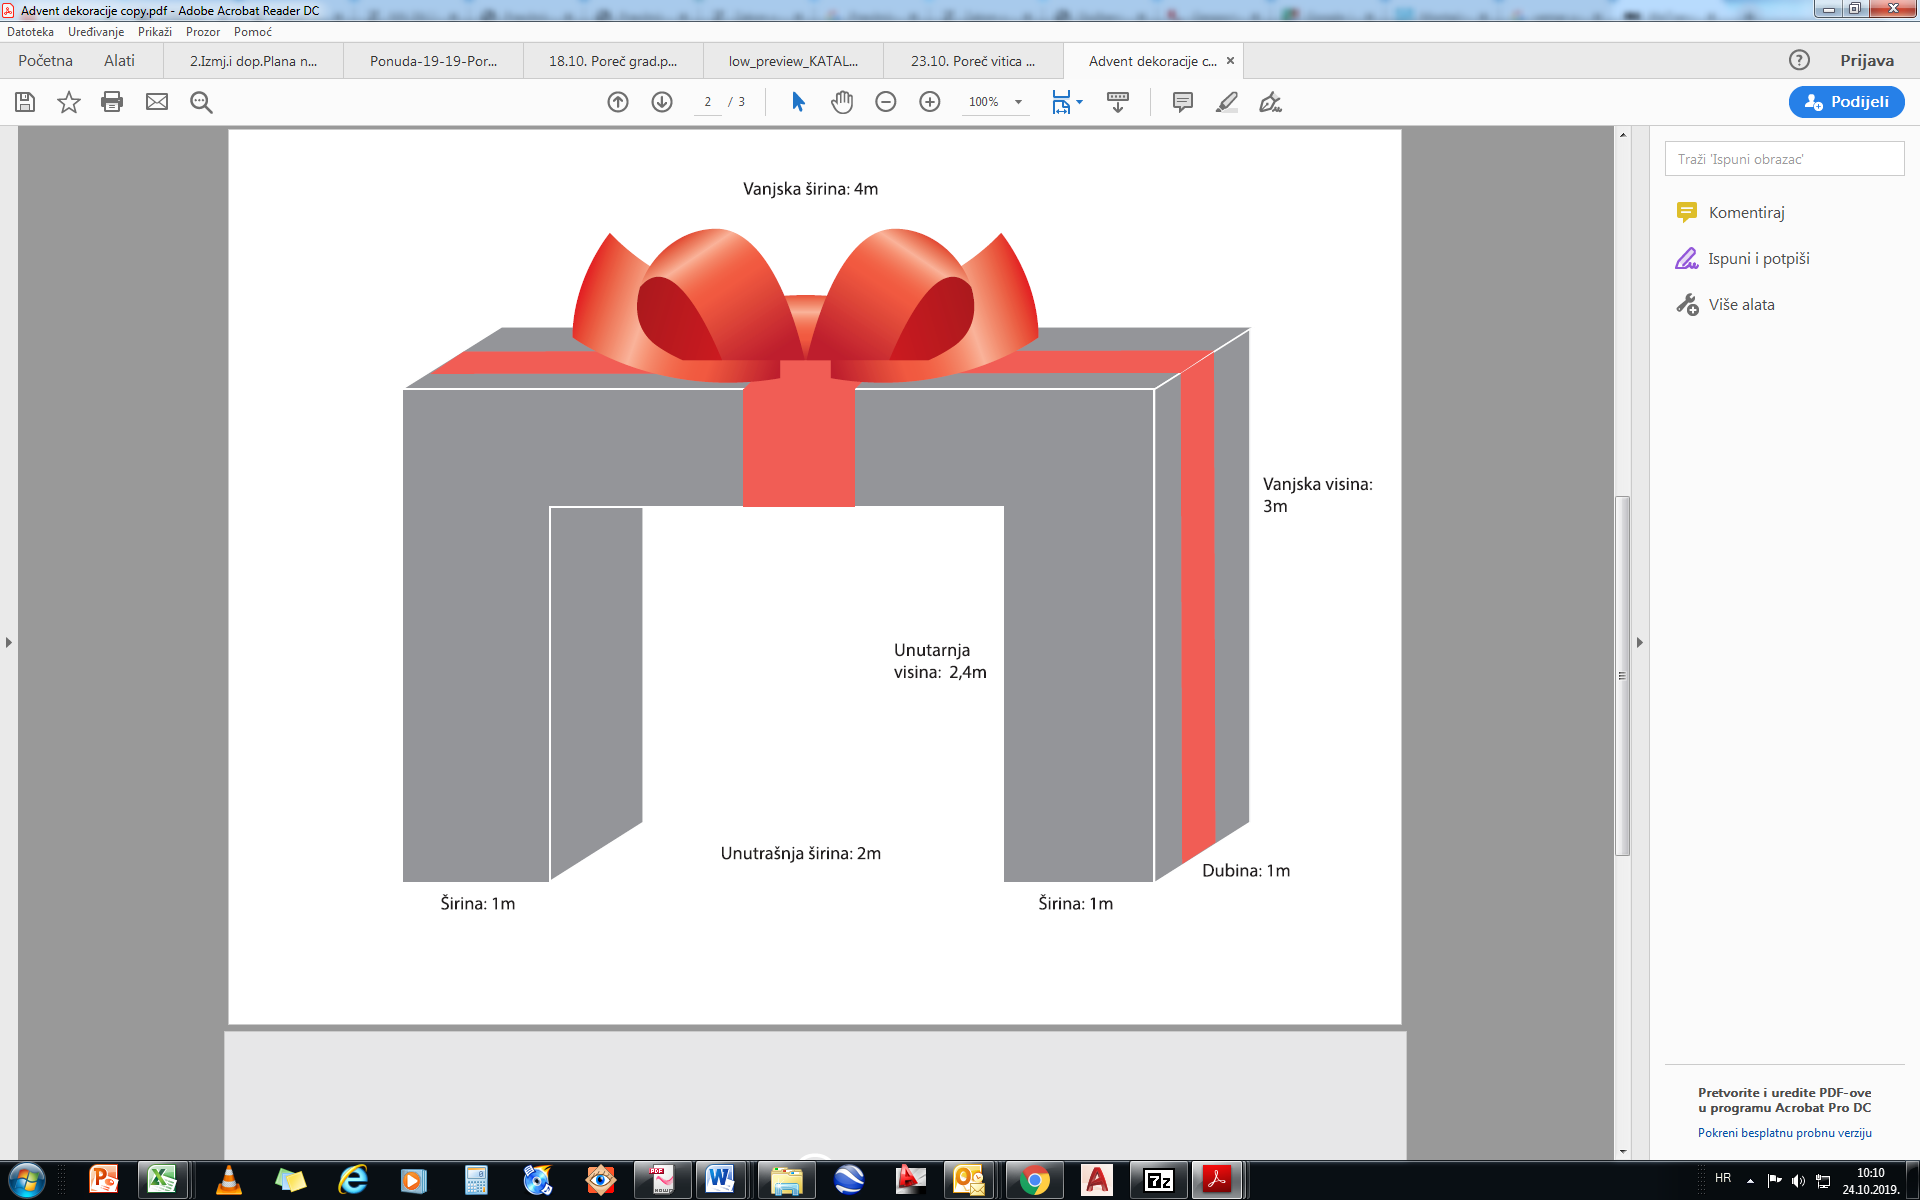 Advent dekoracije copy.pdf - Adobe Acrobat Reader DC
Datoteka Uređivanje Prikaži Prozor Pomoć
Početna Alati 2.Izmj.i dop.Plana n... Ponuda-19-19-Por... 18.10. Poreč grad.p... low_preview_KATAL... 23.10. Poreč vitica ... Advent dekoracije c... Prijava
2 / 3 100% Podijeli
Traži 'Ispuni obrazac'
Komentiraj
Ispuni i potpiši
Više alata
Vanjska širina: 4m
Vanjska visina:
3m
Unutarnja
visina: 2,4m
Unutrašnja širina: 2m
Dubina: 1m
Širina: 1m
Širina: 1m
Pretvorite i uredite PDF-ove
u programu Acrobat Pro DC
Pokreni besplatnu probnu verziju
HR
10:10
24.10.2019.